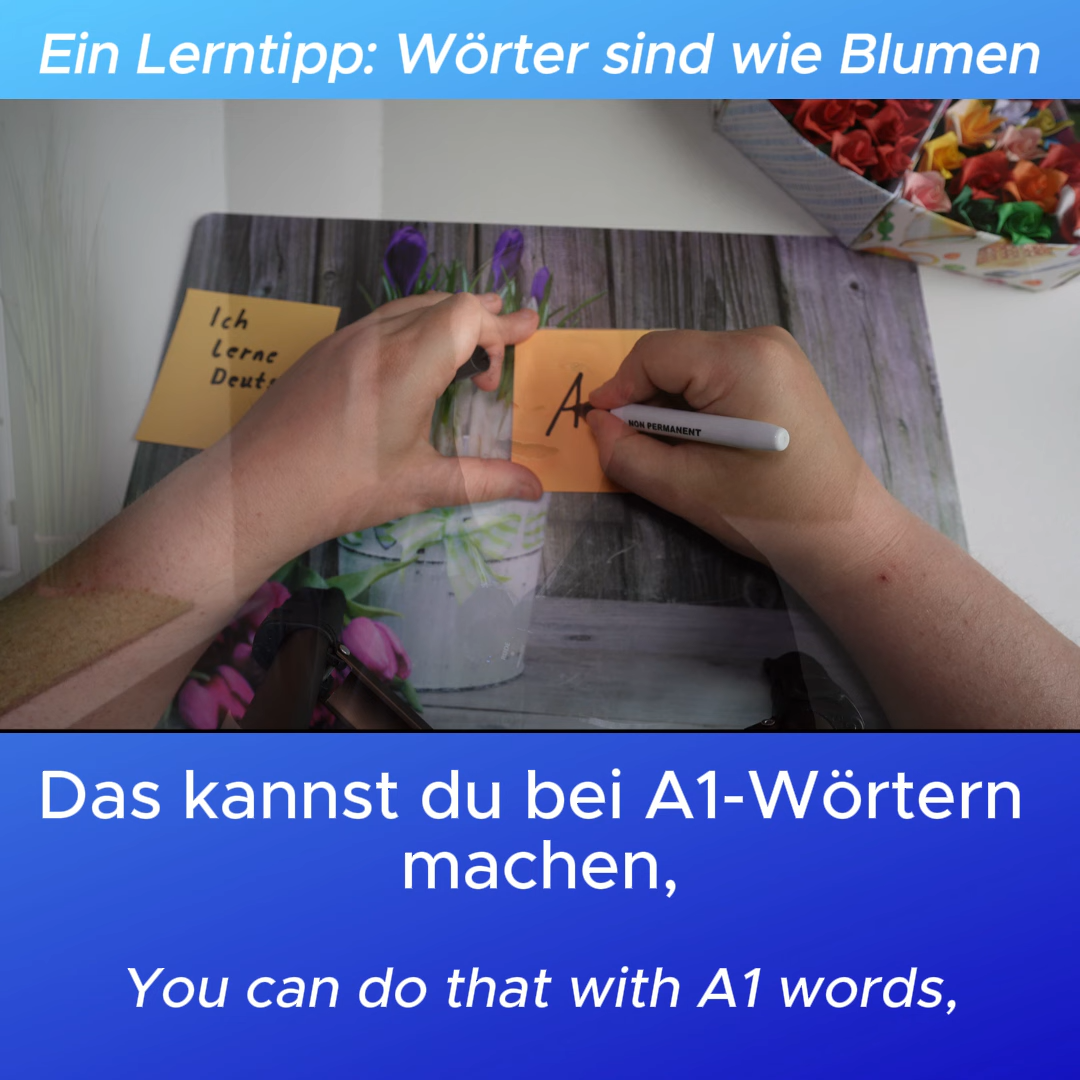 Ein Lerntipp: Wörter sind wie Blumen
Ich
Lerne
A
NON PERMANENT
Das kannst du bei A1-Wörtern
machen,
You can do that with A1 words,